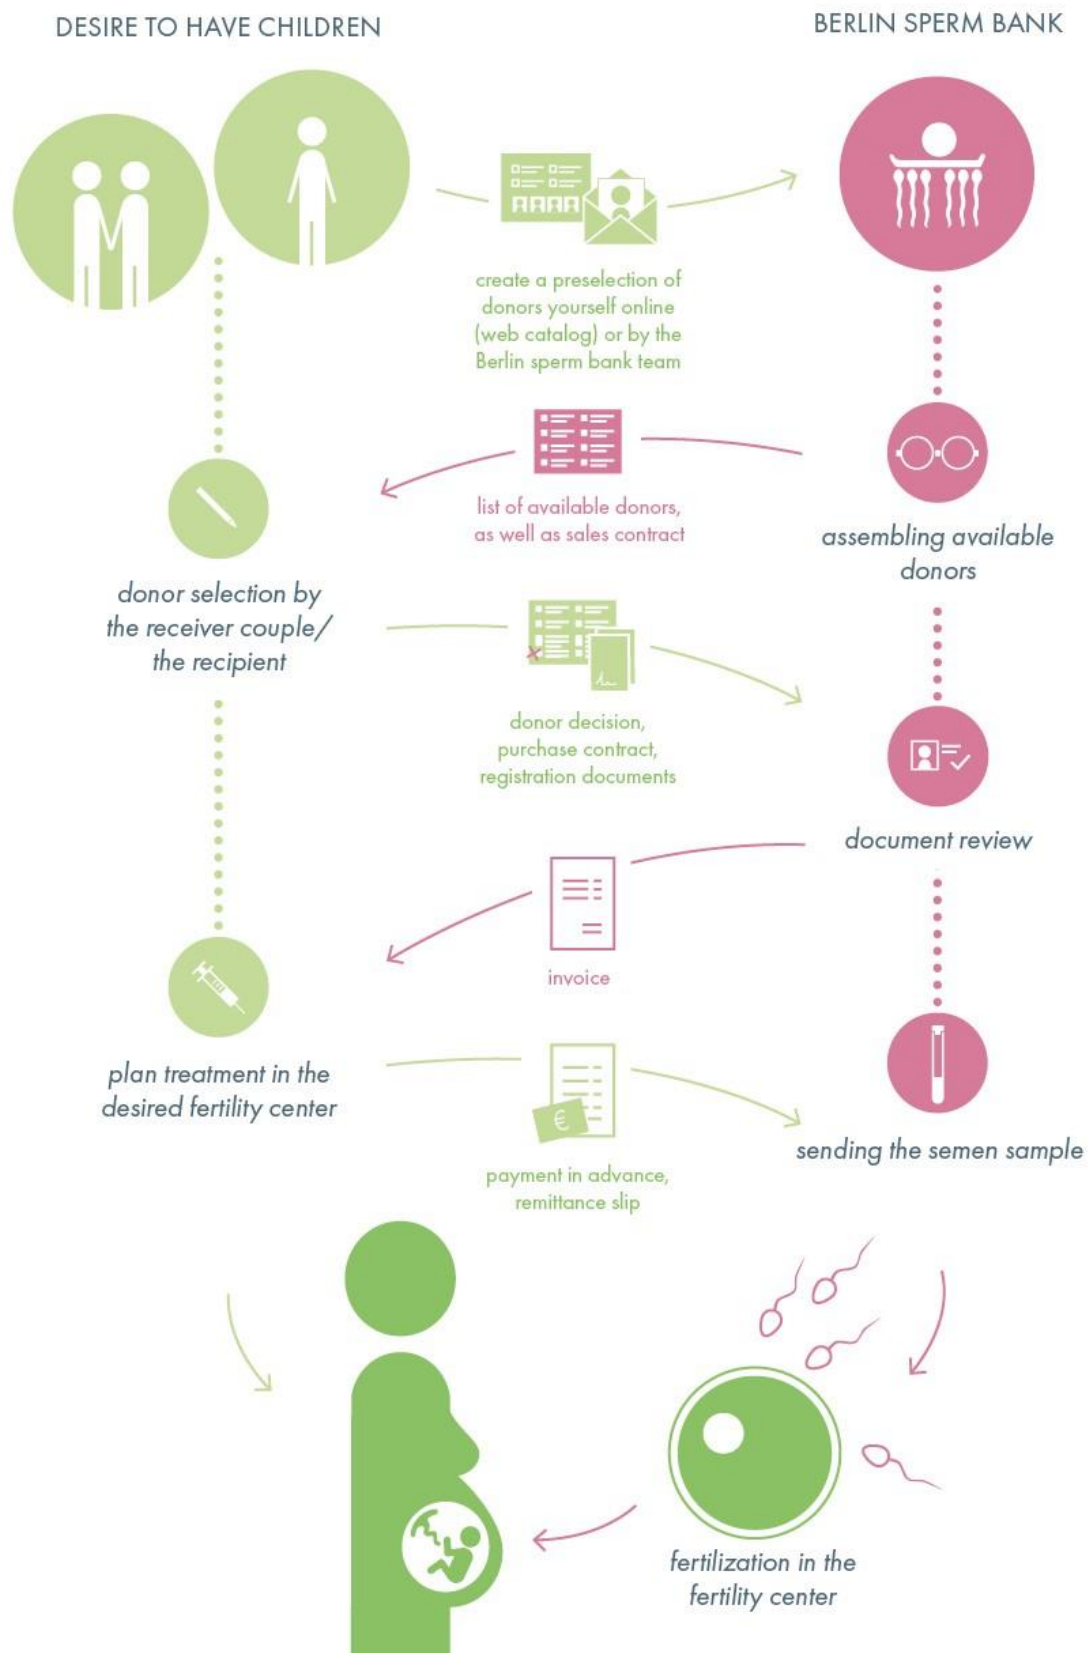 DESIRE TO HAVE CHILDREN
BERLIN SPERM BANK
create a preselection of
donors yourself online
(web catalog) or by the
Berlin sperm bank team
list of available donors,
as well as sales contract
assembling available
donors
donor selection by
the receiver couple/
the recipient
donor decision,
purchase contract,
registration documents
document review
invoice
plan treatment in the
desired fertility center
€
payment in advance,
remittance slip
sending the semen sample
fertilization in the
fertility center